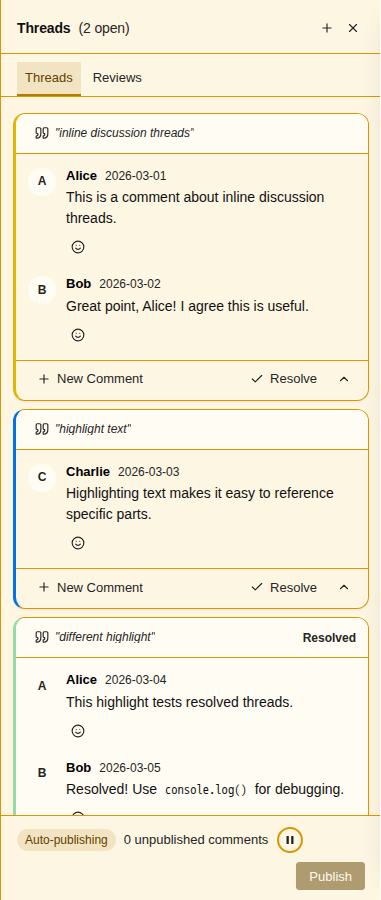 Threads (2 open)
Threads Reviews
"inline discussion threads"
A Alice 2026-03-01
This is a comment about inline discussion
threads.
B Bob 2026-03-02
Great point, Alice! I agree this is useful.
New Comment Resolve
"highlight text"
C Charlie 2026-03-03
Highlighting text makes it easy to reference
specific parts.
New Comment Resolve
"different highlight" Resolved
A Alice 2026-03-04
This highlight tests resolved threads.
B Bob 2026-03-05
Resolved! Use console.log() for debugging.
Auto-publishing 0 unpublished comments
Publish